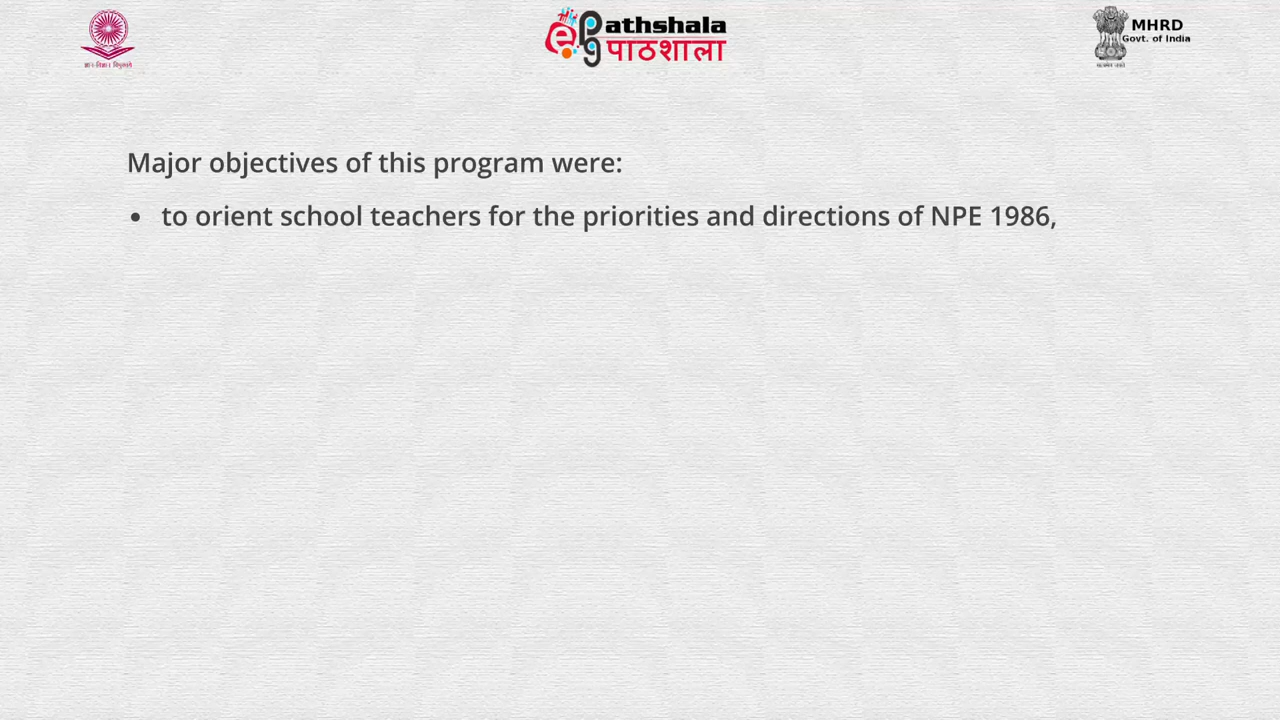 ePG Pathshala
पाठशाला
MHRD
Govt. of India
Major objectives of this program were:
• to orient school teachers for the priorities and directions of NPE 1986,